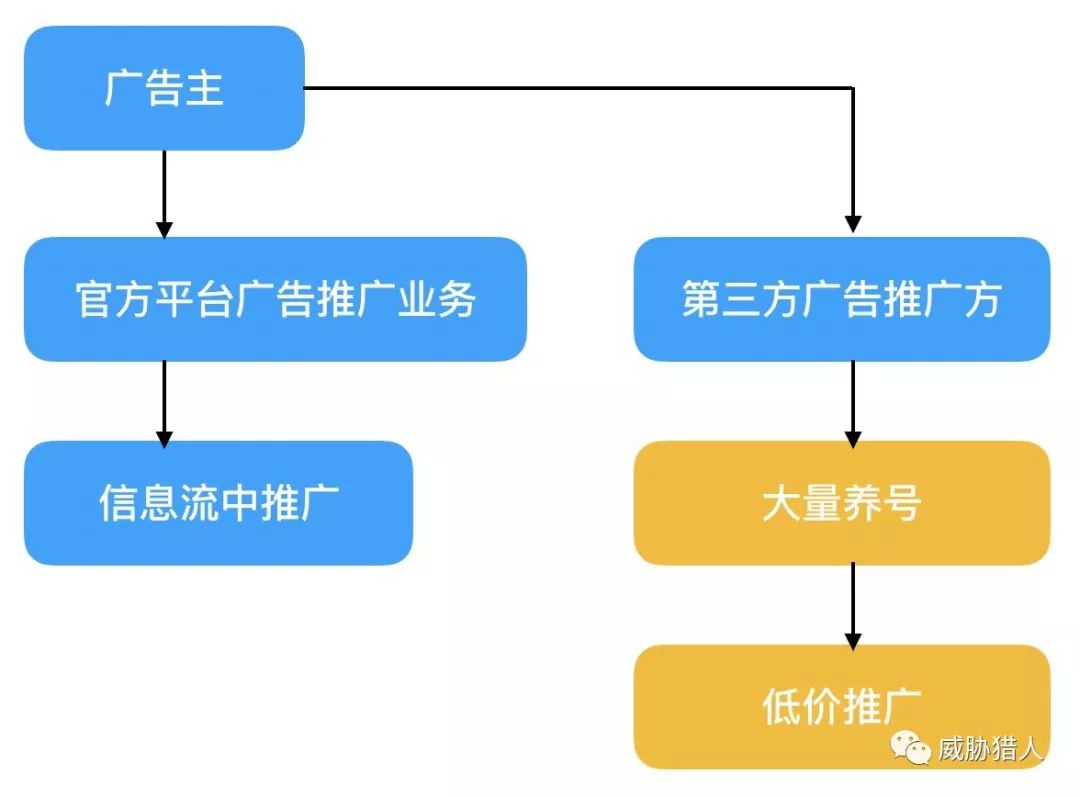 广告主
官方平台广告推广业务
第三方广告推广方
信息流中推广
大量养号
低价推广
威胁猎人